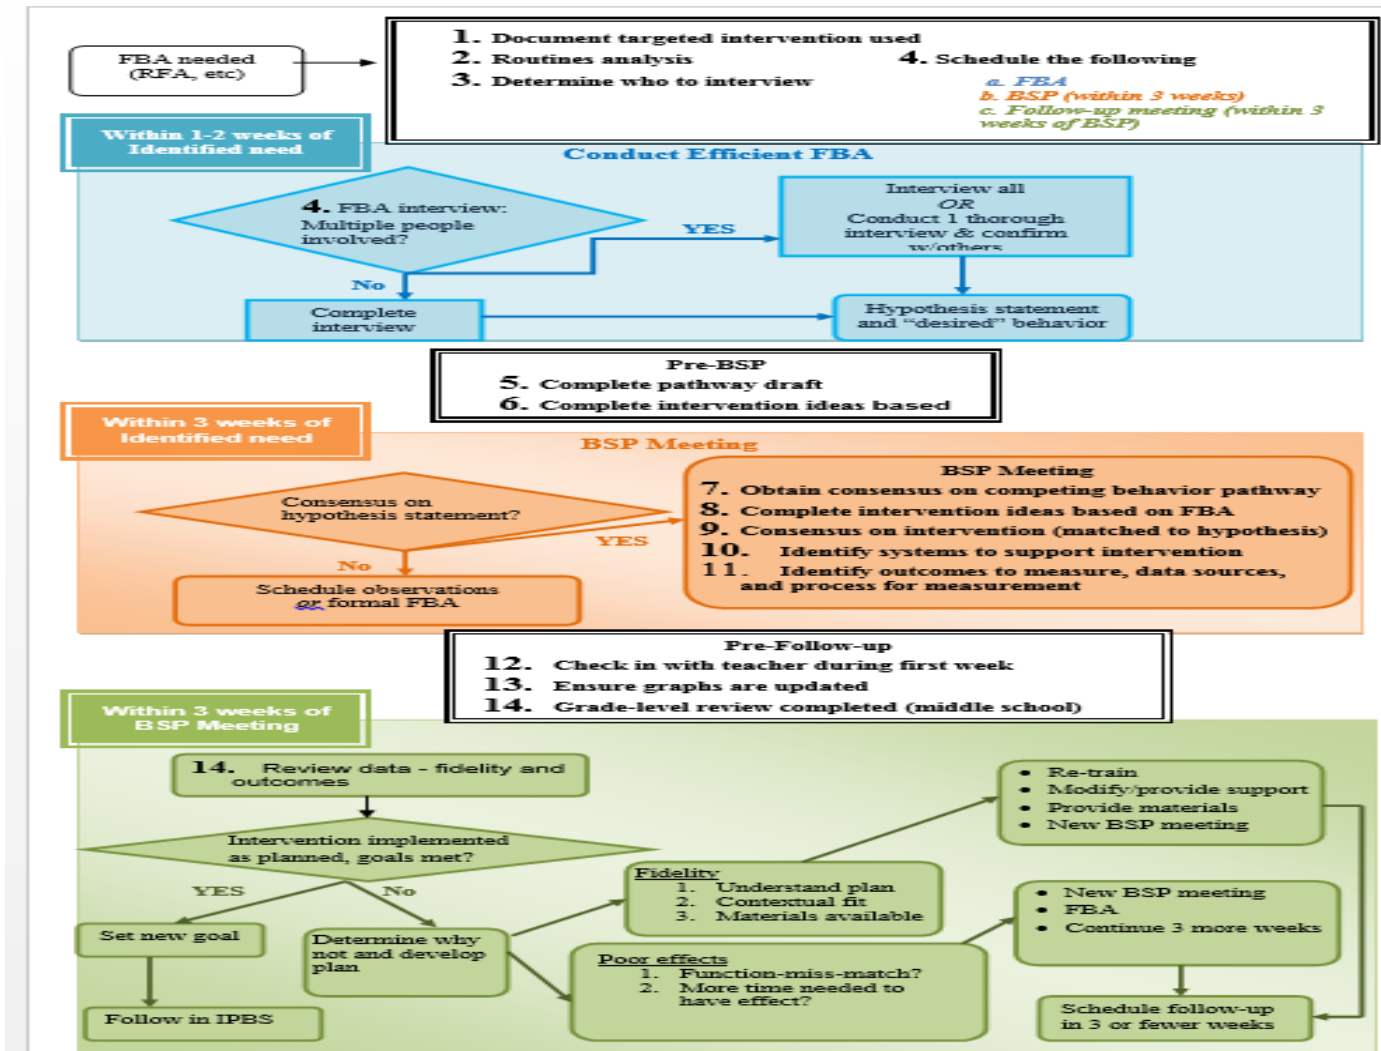 FBA needed
(RFA, etc)
1. Document targeted intervention used
2. Routines analysis
3. Determine who to interview
4. Schedule the following
a. FBA
b. BSP (within 3 weeks)
c. Follow-up meeting (within 3
weeks of BSP)
Within 1-2 weeks of
Identified need
Conduct Efficient FBA
4. FBA interview:
Multiple people
involved?
YES
Interview all
OR
Conduct 1 thorough
interview & confirm
w/others
No
Complete
interview
Hypothesis statement
and “desired” behavior
Pre-BSP
5. Complete pathway draft
6. Complete intervention ideas based
Within 3 weeks of
Identified need
BSP Meeting
Consensus on
hypothesis statement?
YES
No
Schedule observations
or formal FBA
BSP Meeting
7. Obtain consensus on competing behavior pathway
8. Complete intervention ideas based on FBA
9. Consensus on intervention (matched to hypothesis)
10. Identify systems to support intervention
11. Identify outcomes to measure, data sources,
and process for measurement
Pre-Follow-up
12. Check in with teacher during first week
13. Ensure graphs are updated
14. Grade-level review completed (middle school)
Within 3 weeks of
BSP Meeting
14. Review data - fidelity and
outcomes
Intervention implemented
as planned, goals met?
YES
No
Set new goal
Follow in IPBS
Determine why
not and develop
plan
Fidelity
1. Understand plan
2. Contextual fit
3. Materials available
Poor effects
1. Function-miss-match?
2. More time needed to
have effect?
• Re-train
• Modify/provide support
• Provide materials
• New BSP meeting
• New BSP meeting
• FBA
• Continue 3 more weeks
Schedule follow-up
in 3 or fewer weeks